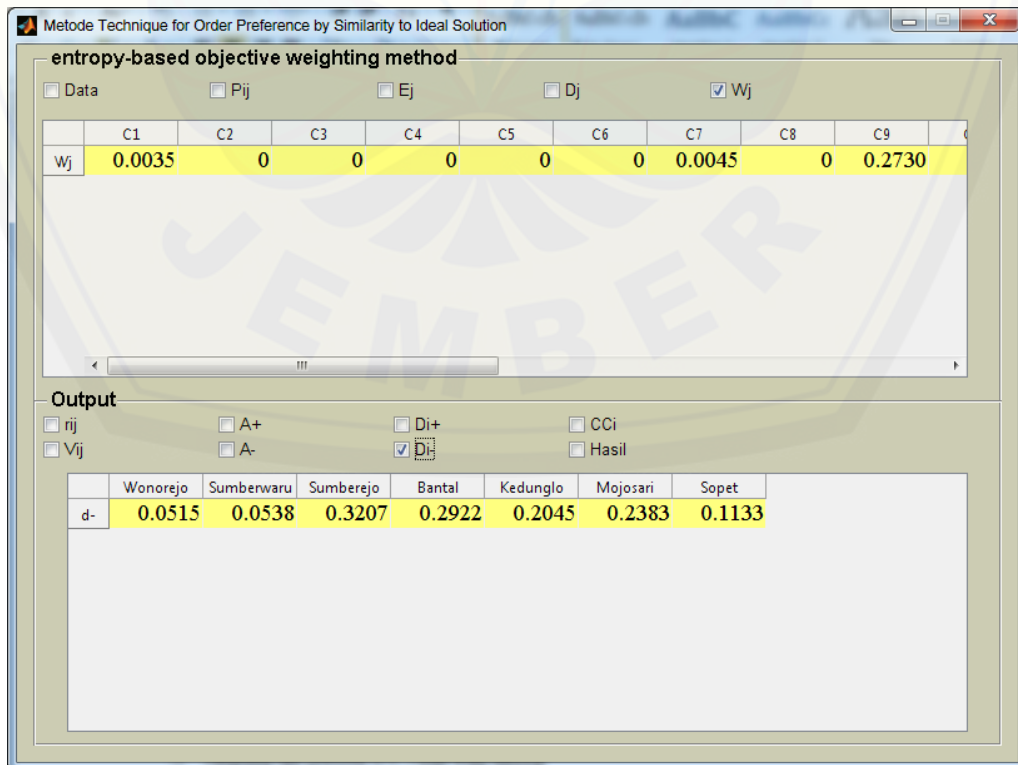 Metode Technique for Order Preference by Similarity to Ideal Solution
entropy-based objective weighting method
Data Pij Ej Dj Wj
C1 C2 C3 C4 C5 C6 C7 C8 C9
Wj 0.0035 0 0 0 0 0 0.0045 0 0.2730
JEMBER
Output
rij A+ Di+ CCi
Vij A- Di- Hasil
Wonorejo Sumberwaru Sumberejo Bantal Kedunglo Mojosari Sopet
d- 0.0515 0.0538 0.3207 0.2922 0.2045 0.2383 0.1133